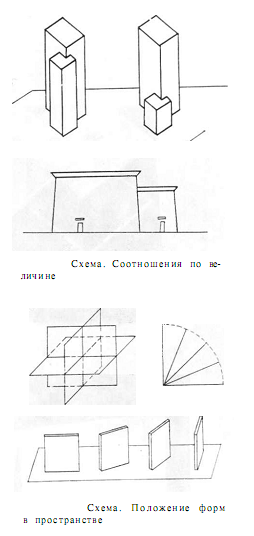 Схема. Соотношения по ве-
личине
Схема. Положение форм
в пространстве